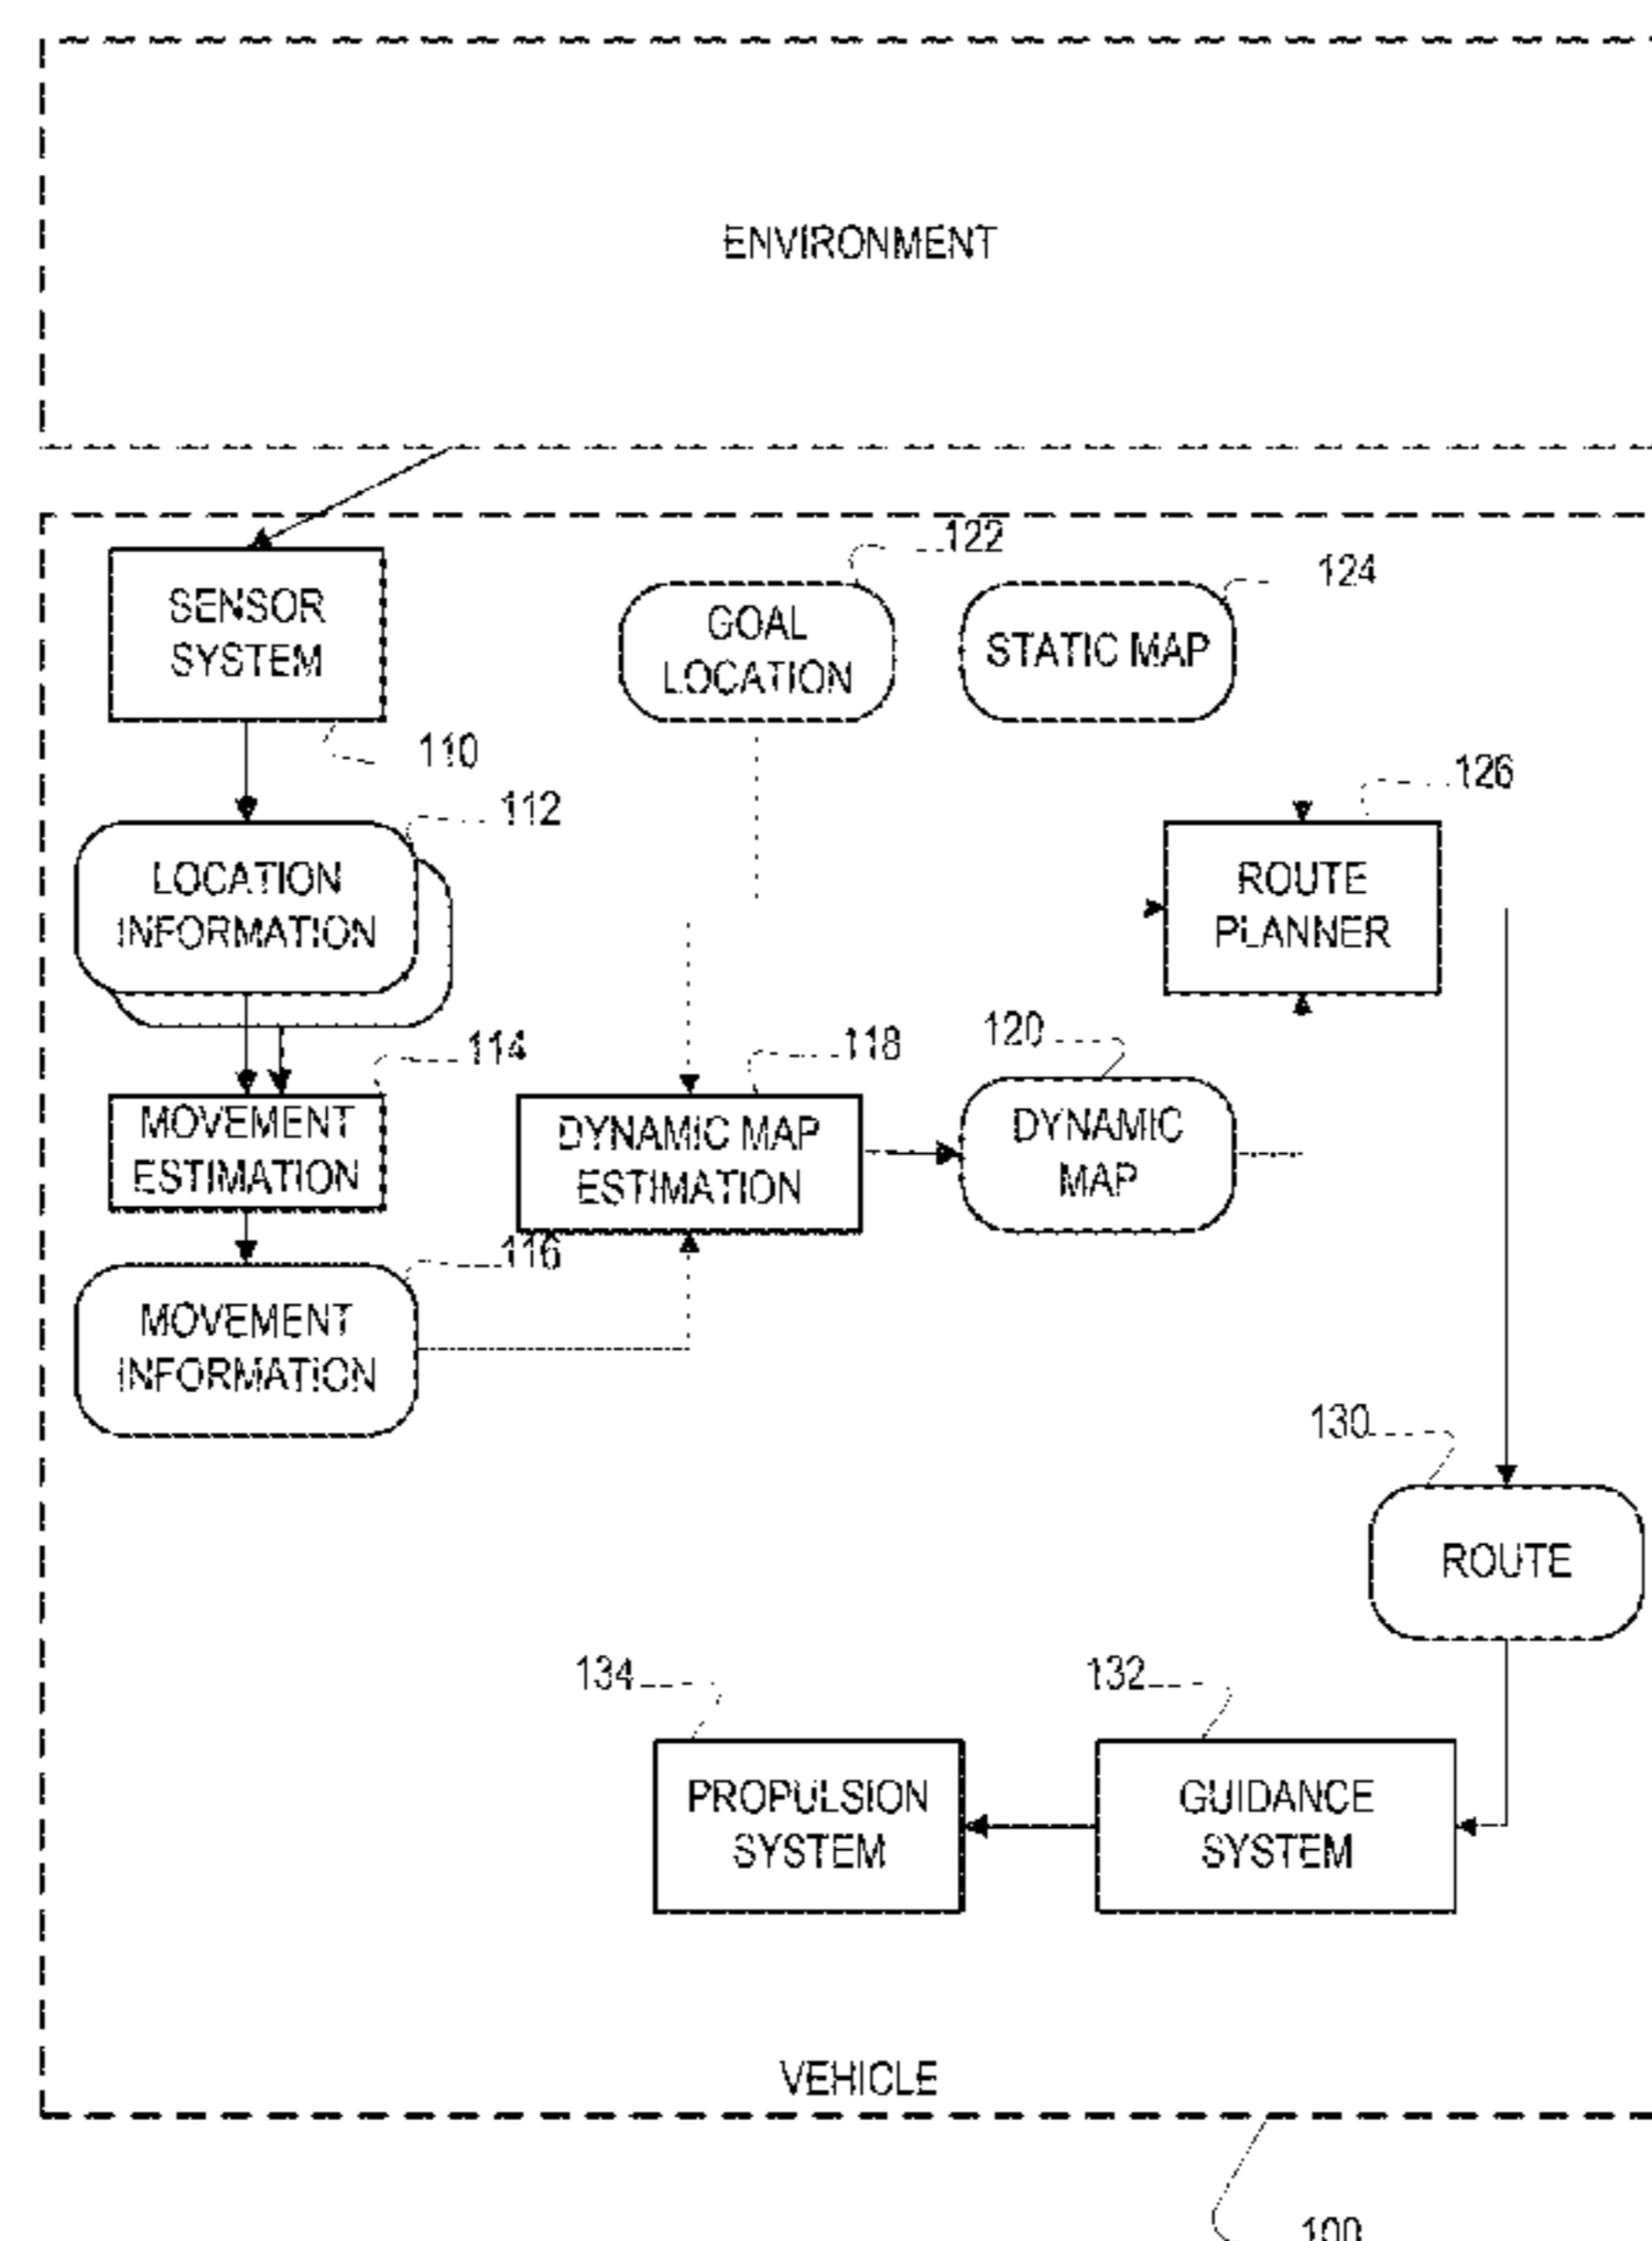 ENVIRONMENT
122
124
SENSOR
SYSTEM
GOAL
LOCATION
STATIC MAP
110
126
112
LOCATION
INFORMATION
ROUTE
PLANNER
114
118
120
MOVEMENT
ESTIMATION
DYNAMIC MAP
ESTIMATION
DYNAMIC
MAP
116
MOVEMENT
INFORMATION
130
ROUTE
134
132
PROPULSION
SYSTEM
GUIDANCE
SYSTEM
VEHICLE
100